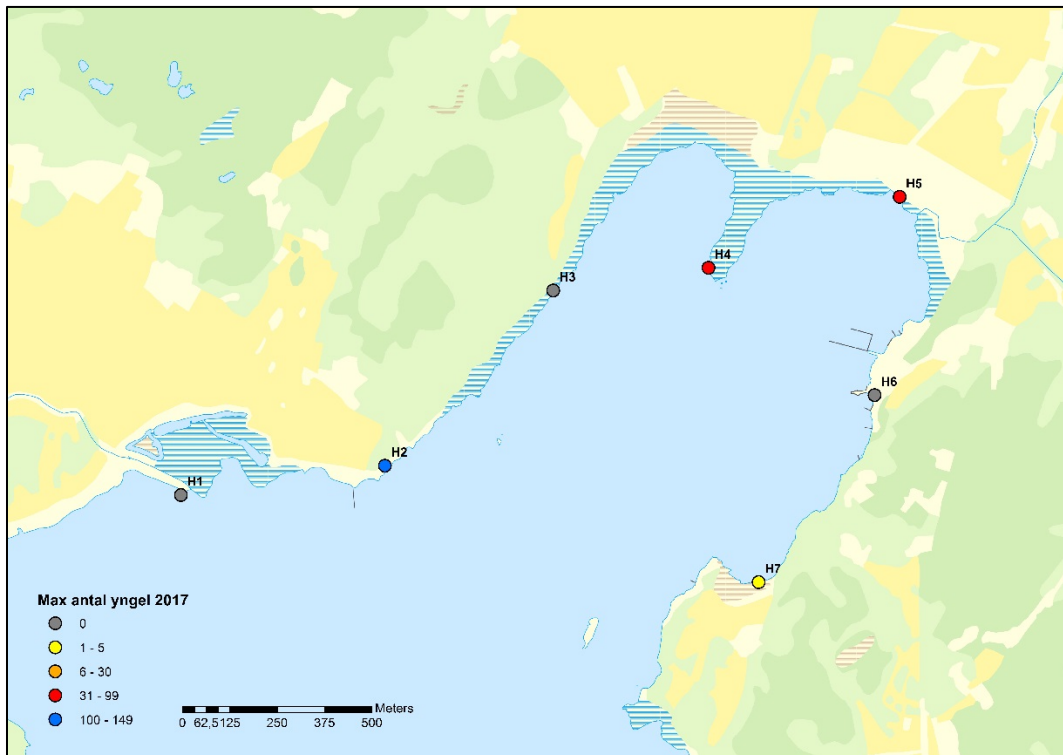 H5
H4
H3
H6
H2
H1
H7
Max antal yngel 2017
0
1 - 5
6 - 30
31 - 99
100 - 149
Meters
0 62,5125 250 375 500